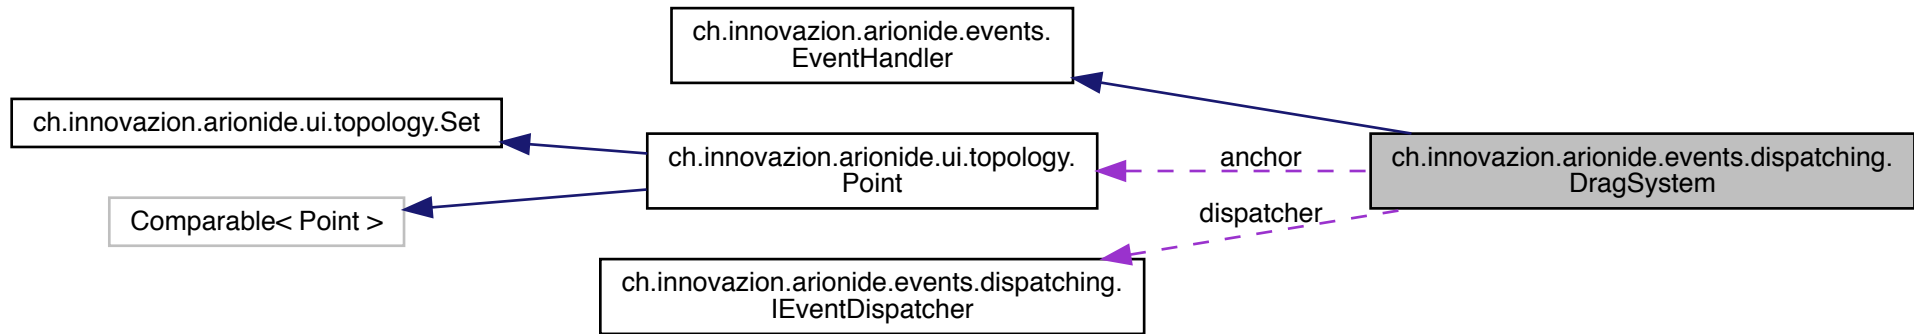 ch.innovazion.arionide.events.
EventHandler
ch.innovazion.arionide.ui.topology.Set
ch.innovazion.arionide.ui.topology.
Point
Comparable< Point >
anchor
dispatcher
ch.innovazion.arionide.events.dispatching.
DragSystem
ch.innovazion.arionide.events.dispatching.
IEventDispatcher